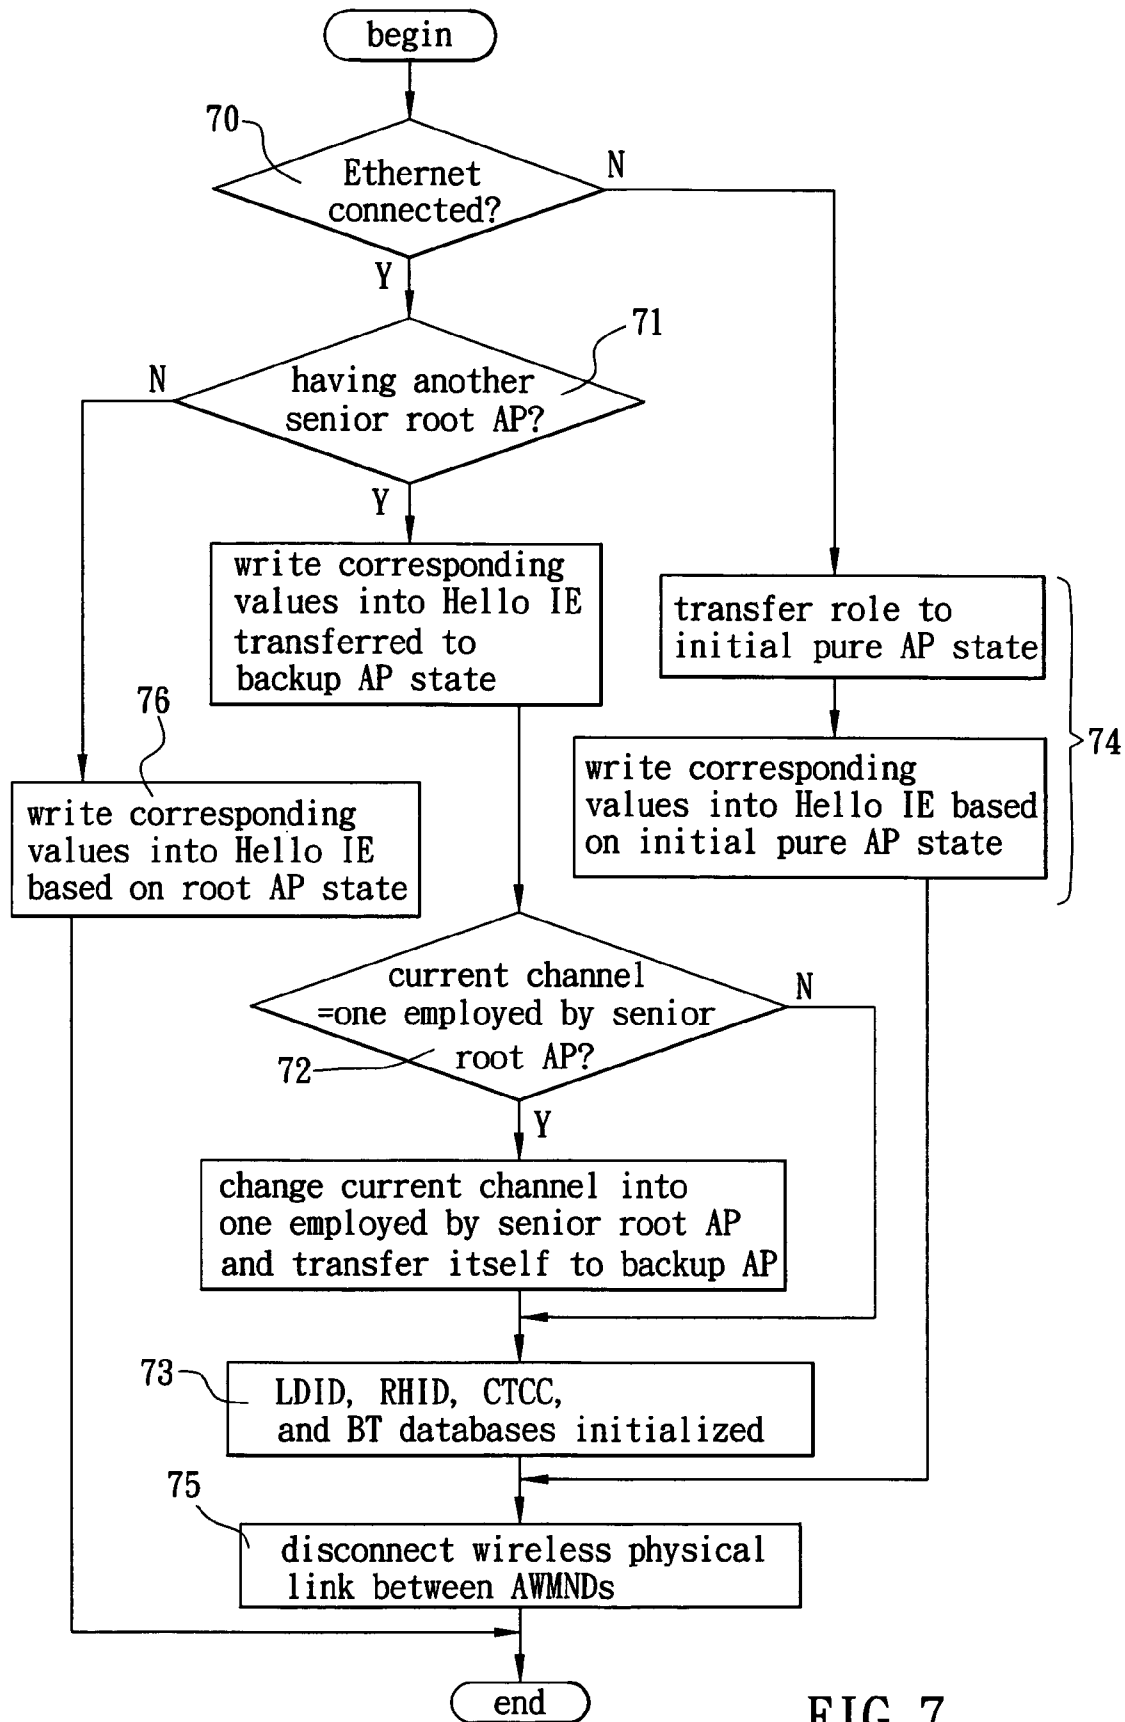 begin
70
Ethernet
connected?
N
Y
71
having another
senior root AP?
N
Y
write corresponding
values into Hello IE
transferred to
backup AP state
transfer role to
initial pure AP state
74
write corresponding
values into Hello IE based
on initial pure AP state
76
write corresponding
values into Hello IE
based on root AP state
current channel
=one employed by senior
root AP?
72
N
Y
change current channel into
one employed by senior root AP
and transfer itself to backup AP
73
LDID, RHID, CTCC,
and BT databases initialized
75
disconnect wireless physical
link between AWMNDs
end
FIG 7